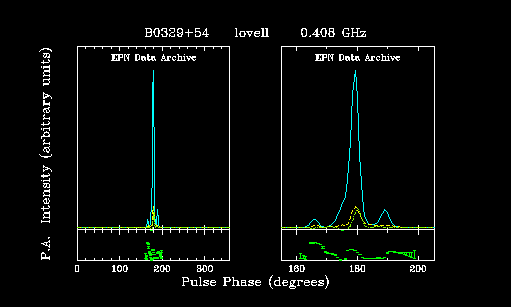 B0329+54 lovell 0.408 GHz
EPN Data Archive EPN Data Archive
P.A. Intensity (arbitrary units)
0 100 200 300 160 180 200
Pulse Phase (degrees)